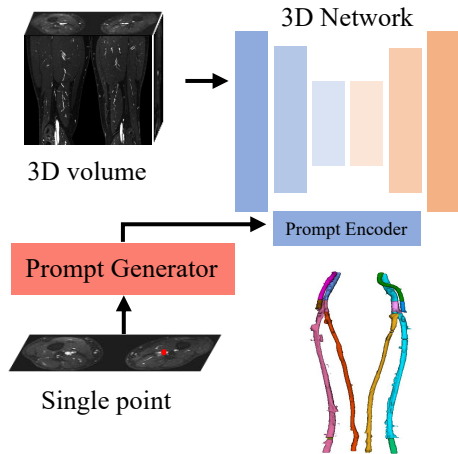 3D Network
3D volume
Prompt Encoder
Prompt Generator
Single point